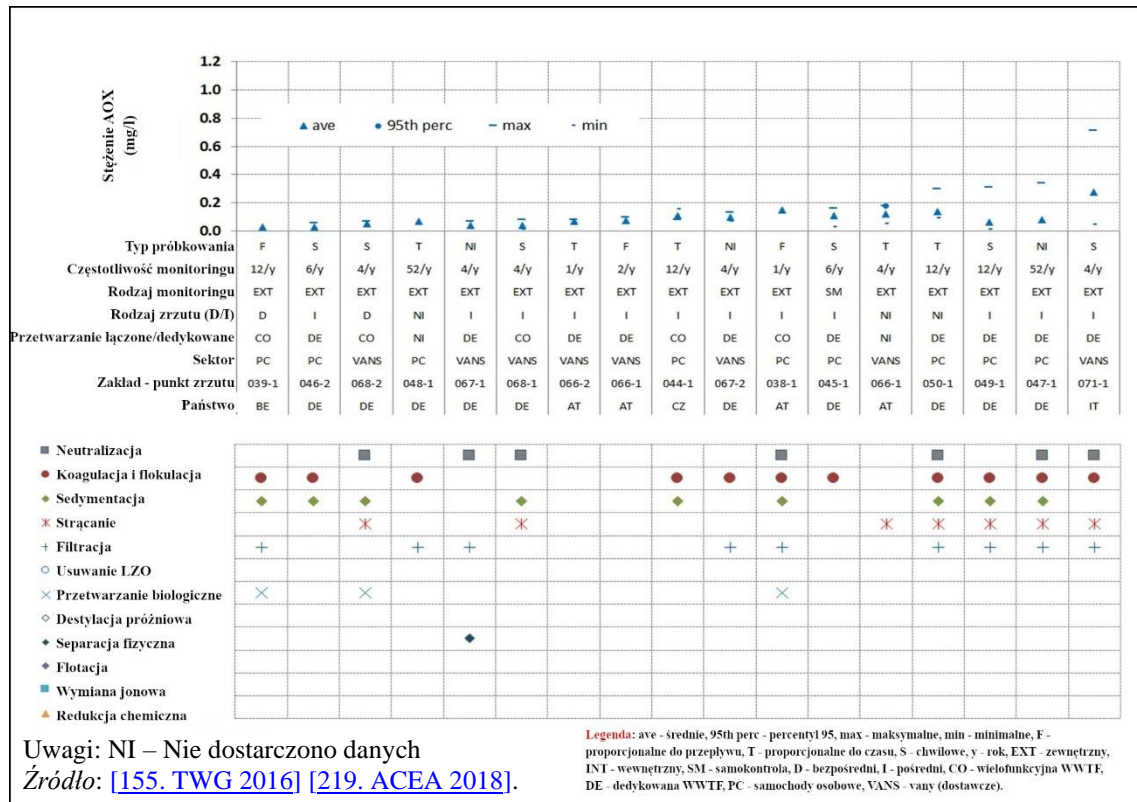 1.2
1.0
0.8
0.6
0.4
0.2
0.0
Stężenie AOX
(mg/l)
ave 95th perc max min
Typ próbkowania F S S T NI S T F T NI F S T T S NI S
Częstotliwość monitoringu 12/y 6/y 4/y 52/y 4/y 4/y 1/y 2/y 12/y 4/y 1/y 6/y 4/y 12/y 12/y 52/y 4/y
Rodzaj monitoringu EXT EXT EXT EXT EXT EXT EXT EXT EXT EXT EXT SM EXT EXT EXT EXT EXT
Rodzaj zrzutu (D/I) D I D NI I I I I I I I I NI NI I I I
Przetwarzanie łączone/dedykowane CO DE CO NI DE CO DE DE CO DE CO DE NI DE DE DE DE
Sektor PC PC VANS PC VANS VANS VANS VANS PC VANS PC PC VANS PC PC PC VANS
Zakład - punkt zrzutu 039-1 046-2 068-2 048-1 067-1 068-1 066-2 066-1 044-1 067-2 038-1 045-1 066-1 050-1 049-1 047-1 071-1
Państwo BE DE DE DE DE DE AT AT CZ DE AT DE AT DE DE DE IT
Neutralizacja
Koagulacja i flokulacja
Sedymentacja
Strącanie
Filtracja
Usuwanie LZO
Przetwarzanie biologiczne
Destylacja próżniowa
Separacja fizyczna
Flotacja
Wymiana jonowa
Redukcja chemiczna
Uwagi: NI – Nie dostarczono danych
Źródło: [155. TWG 2016] [219. ACEA 2018].
Legenda: ave - średnie, 95th perc - percentyl 95, max - maksymalne, min - minimalne, F -
proporcjonalne do przepływu, T - proporcjonalne do czasu, S - chwilowe, y - rok, EXT - zewnętrzny,
INT - wewnętrzny, SM - samokontrola, D - bezpośredni, I - pośredni, CO - wielofunkcyjna WWTF,
DE - dedykowana WWTF, PC - samochody osobowe, VANS - vany (dostawcze).